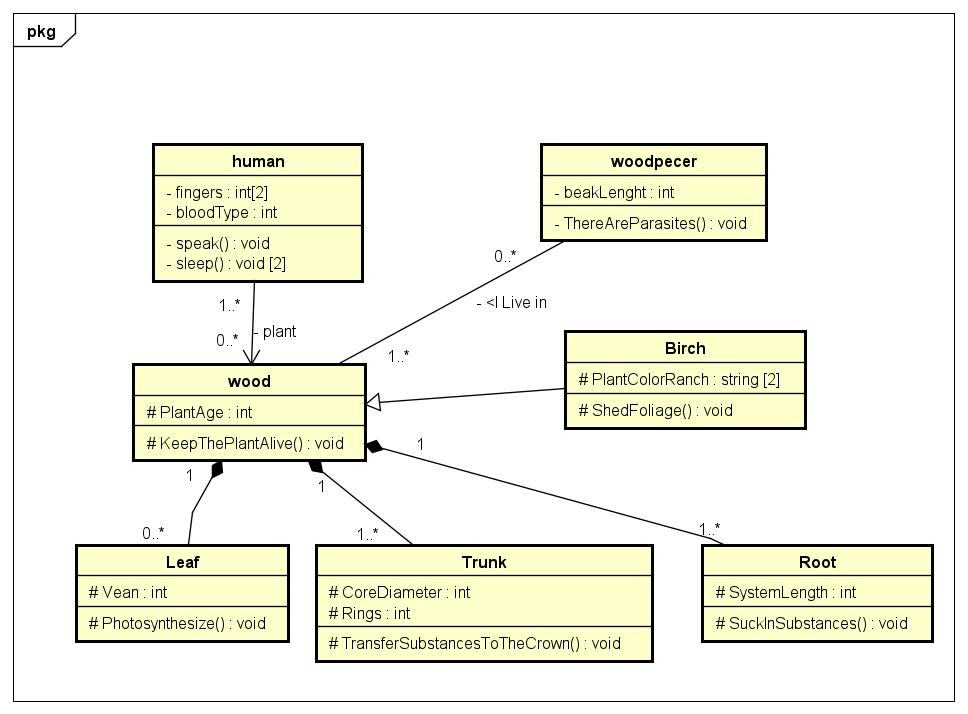 pkg
human
- fingers : int[2]
- bloodType : int
- speak() : void
- sleep() : void [2]
woodpecer
- beakLenght : int
- ThereAreParasites() : void
0..*
- <I Live in
1..*
1..*
- plant
0..*
wood
# PlantAge : int
# KeepThePlantAlive() : void
Birch
# PlantColorRanch : string [2]
# ShedFoliage() : void
1
0..*
1
1..*
1
1..*
Leaf
# Vean : int
# Photosynthesize() : void
Trunk
# CoreDiameter : int
# Rings : int
# TransferSubstancesToTheCrown() : void
Root
# SystemLength : int
# SuckInSubstances() : void